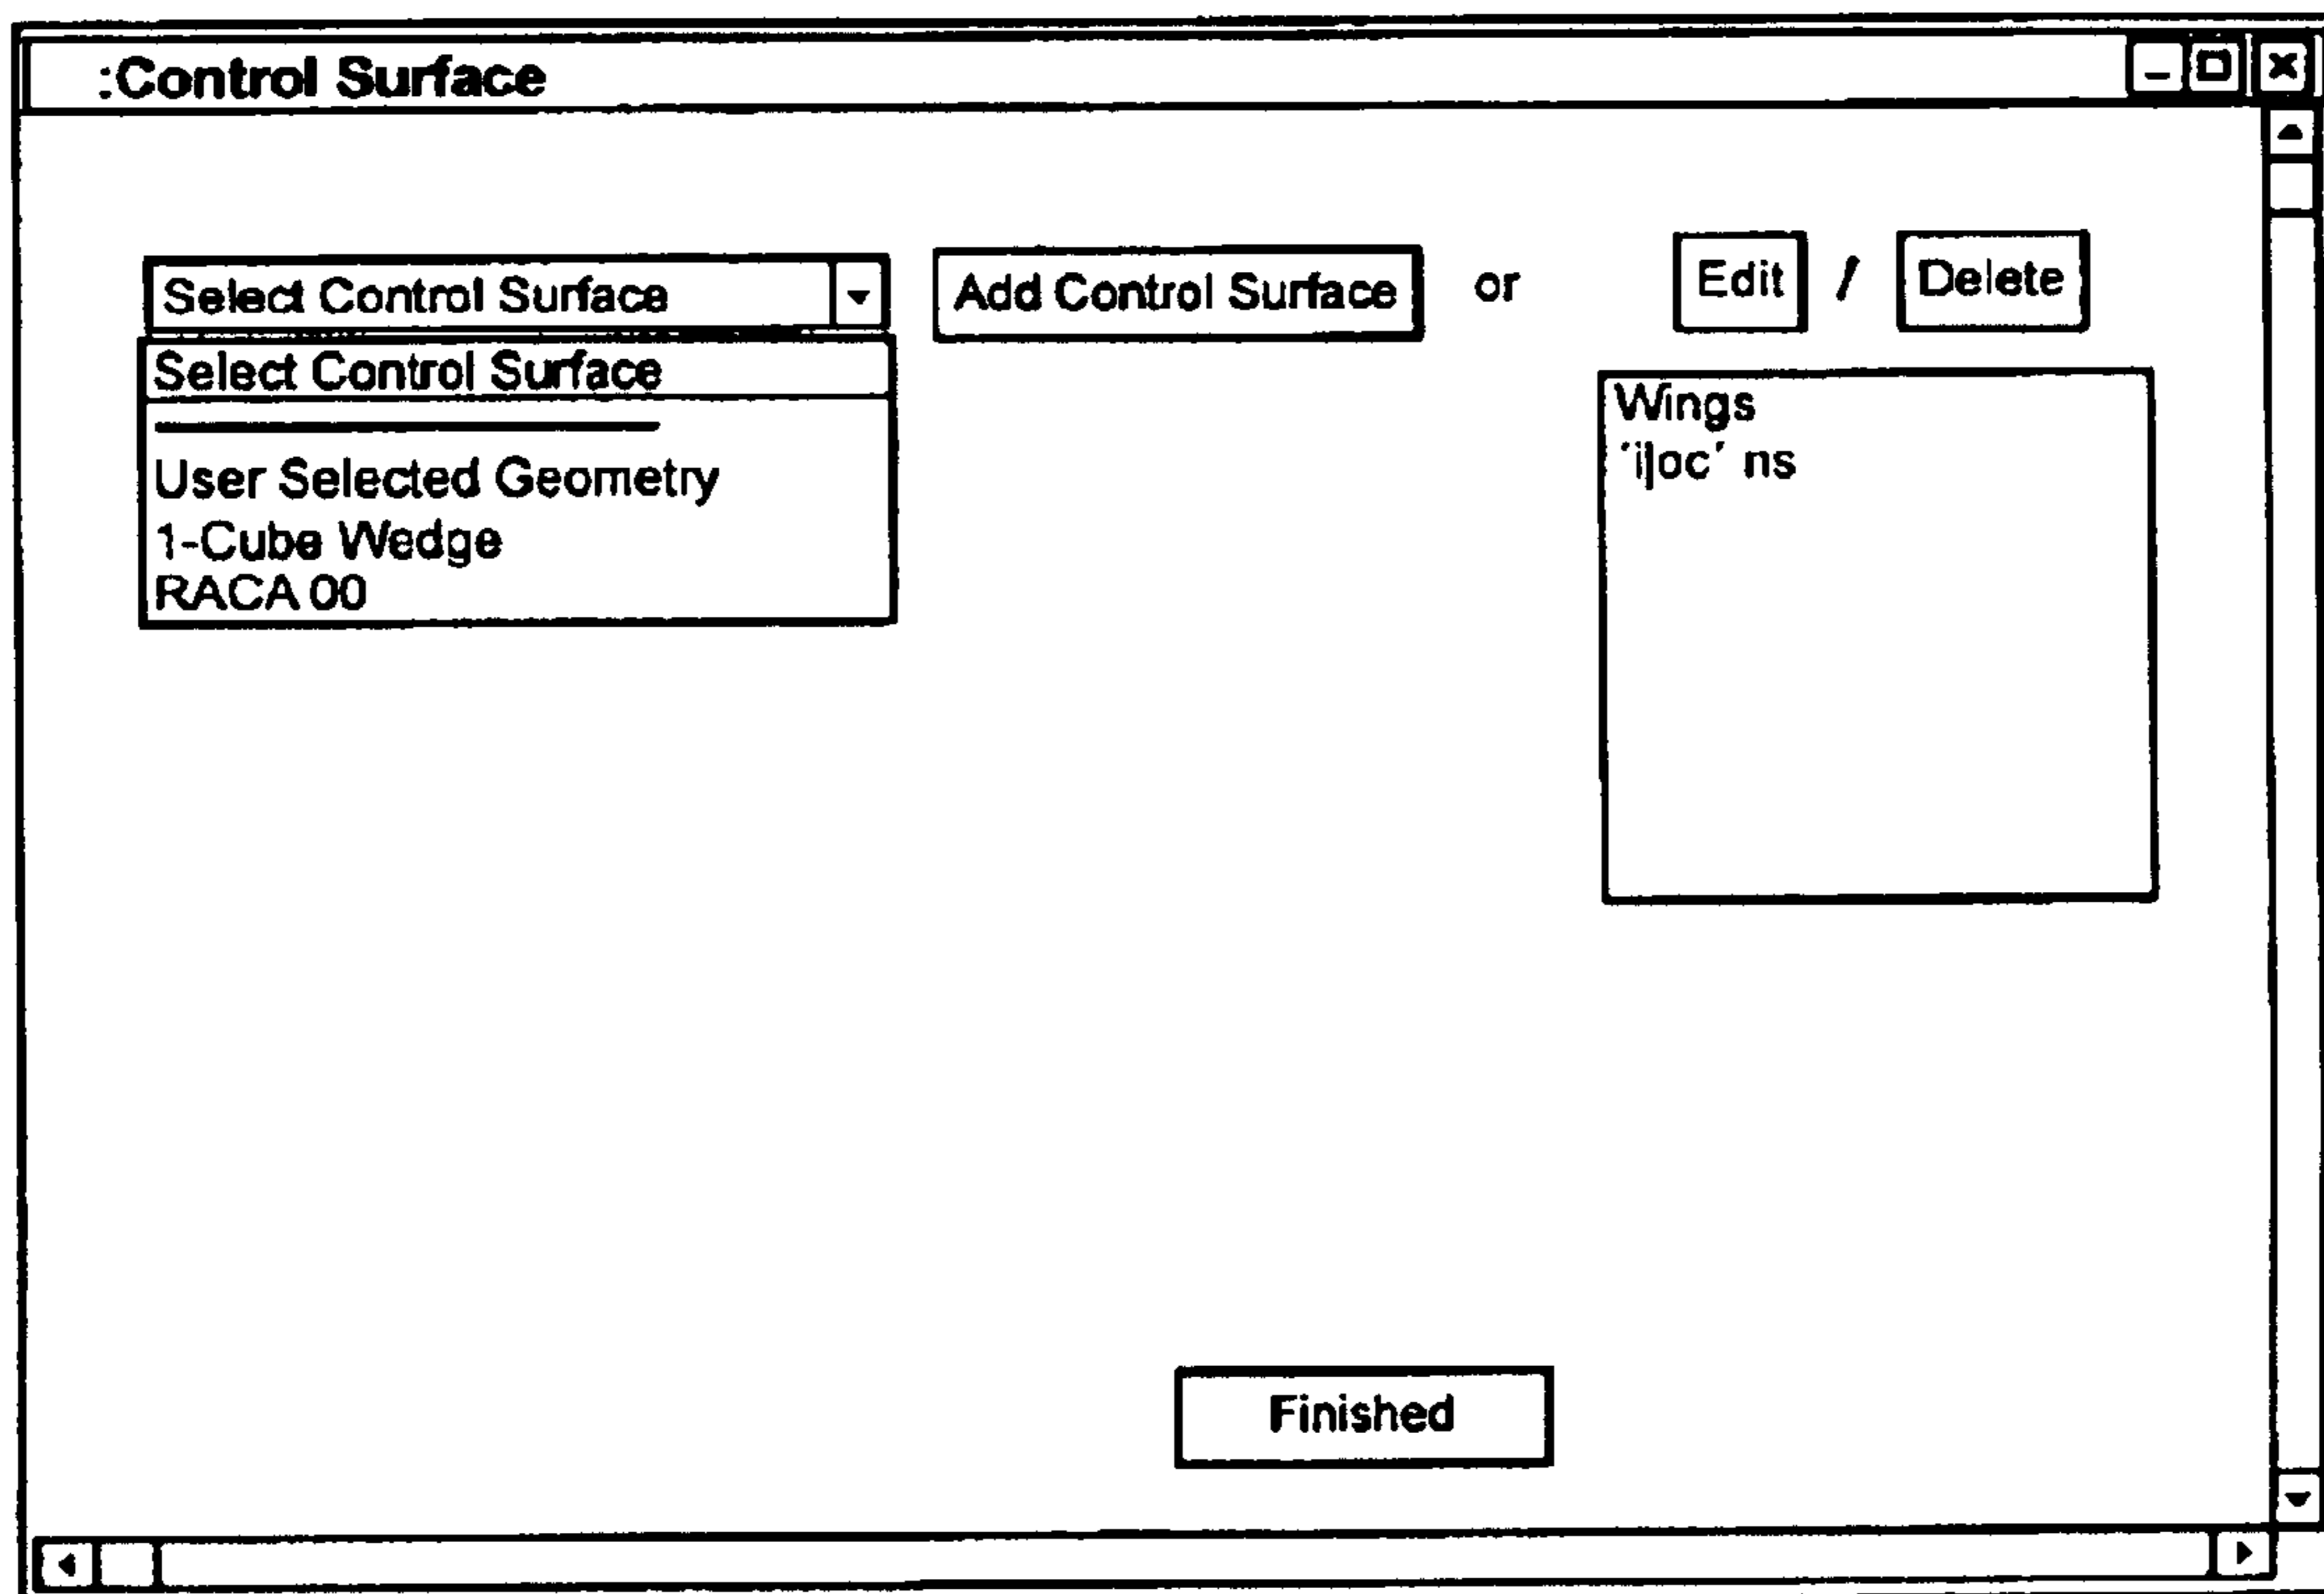 :Control Surface
Select Control Surface
Add Control Surface
or
Edit / Delete
Select Control Surface
User Selected Geometry
1-Cube Wedge
RACA 00
Wings
Finished